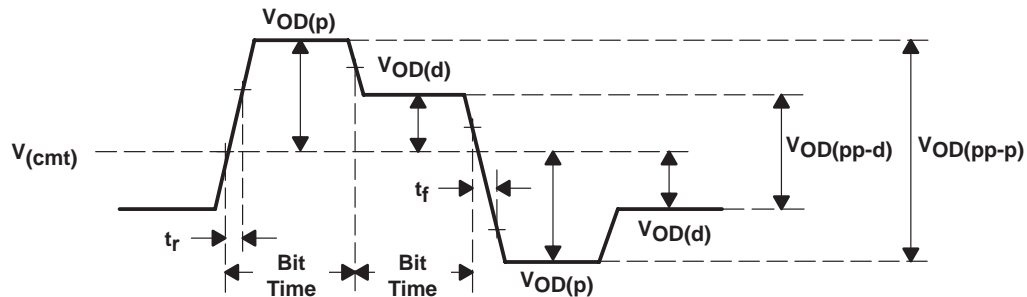 VOD(p)
VOD(d)
V(cmt)
VOD(pp-d)
VOD(pp-p)
tf
tr
VOD(d)
Bit
Time
Bit
Time
VOD(p)